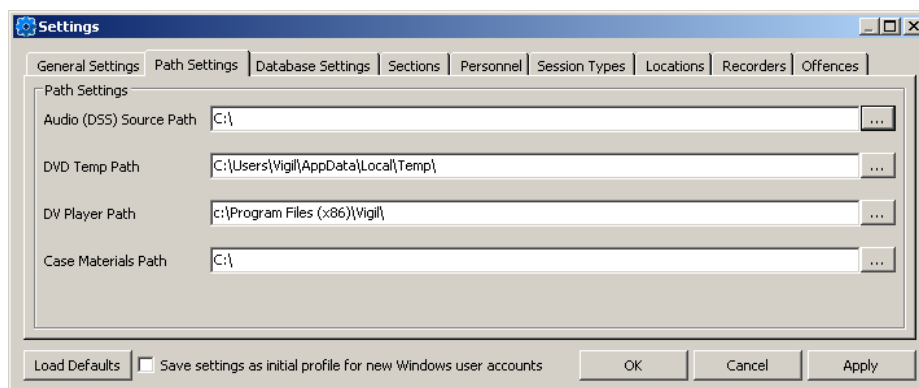 Settings
General Settings Path Settings Database Settings Sections Personnel Session Types Locations Recorders Offences
Path Settings
Audio (DSS) Source Path C:\ ...
DVD Temp Path C:\Users\Vigil\AppData\Local\Temp\ ...
DV Player Path c:\Program Files (x86)\Vigil\ ...
Case Materials Path C:\ ...
Load Defaults Save settings as initial profile for new Windows user accounts OK Cancel Apply